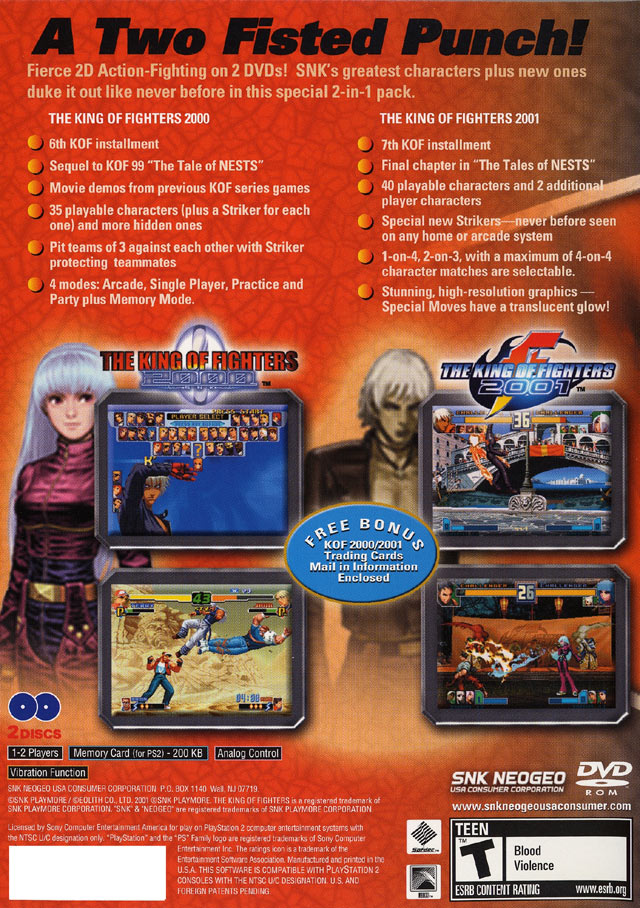 A Two Fisted Punch!
Fierce 2D Action-Fighting on 2 DVDs! SNK's greatest characters plus new ones
duke it out like never before in this special 2-in-1 pack.
THE KING OF FIGHTERS 2000
6th KOF installment
Sequel to KOF 99 "The Tale of NESTS"
Movie demos from previous KOF series games
35 playable characters (plus a Striker for each
one) and more hidden ones
Pit teams of 3 against each other with Striker
protecting teammates
4 modes: Arcade, Single Player, Practice and
Party plus Memory Mode.
THE KING OF FIGHTERS 2001
7th KOF installment
Final chapter in "The Tales of NESTS"
40 playable characters and 2 additional
player characters
Special new Strikers—never before seen
on any home or arcade system
1-on-4, 2-on-3, with a maximum of 4-on-4
character matches are selectable.
Stunning, high-resolution graphics —
Special Moves have a translucent glow!
THE KING OF FIGHTERS
2000™
THE KING OF FIGHTERS
2001™
PLAYER SELECT
36
FREE BONUS
KOF 2000/2001
Trading Cards
Mail in Information
Enclosed
43
04:00
CHALLENGER
CHALLENGER
26
2 DISCS
1-2 Players
Memory Card (for PS2) - 200 KB
Analog Control
Vibration Function
SNK NEOGEO USA CONSUMER CORPORATION P.O. BOX 1140 Wall, NJ 07719.
©SNK PLAYMORE / ©EOLITH CO., LTD. 2001 ©SNK PLAYMORE. THE KING OF FIGHTERS is a registered trademark of
SNK PLAYMORE CORPORATION. "SNK" & "NEOGEO" are registered trademarks of SNK PLAYMORE CORPORATION
Licensed by Sony Computer Entertainment America for play on PlayStation 2 computer entertainment systems with
the NTSC U/C designation only. "PlayStation" and the "PS" Family logo are registered trademarks of Sony Computer
Entertainment Inc. The ratings icon is a trademark of the
Entertainment Software Association. Manufactured and printed in the
U.S.A. THIS SOFTWARE IS COMPATIBLE WITH PLAYSTATION 2
CONSOLES WITH THE NTSC U/C DESIGNATION. U.S. AND
FOREIGN PATENTS PENDING.
SNK NEOGEO
USA CONSUMER CORPORATION
DVD
ROM
www.snkneogeousaconsumer.com
TEEN
T
™
Blood
Violence
ESRB CONTENT RATING
www.esrb.org